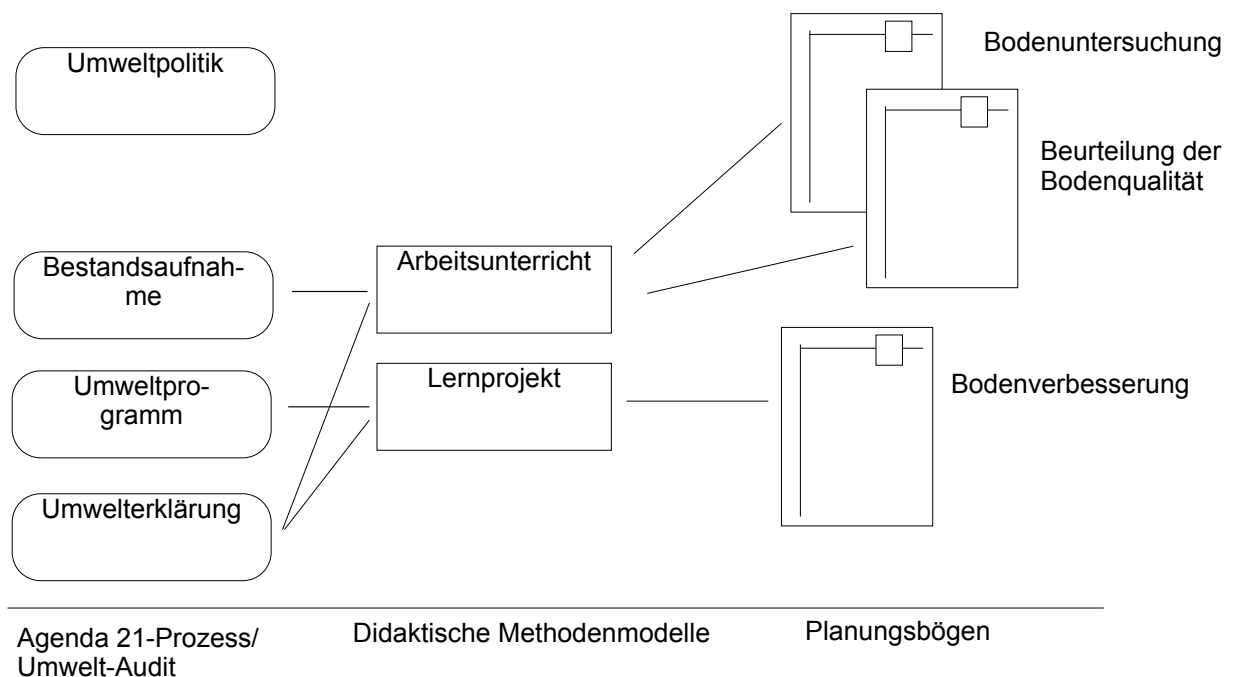 Umweltpolitik
Bodenuntersuchung
Beurteilung der
Bodenqualität
Bestandsaufnah-
me
Arbeitsunterricht
Umweltpro-
gramm
Lernprojekt
Bodenverbesserung
Umwelterklärung
Agenda 21-Prozess/
Umwelt-Audit
Didaktische Methodenmodelle
Planungsbögen